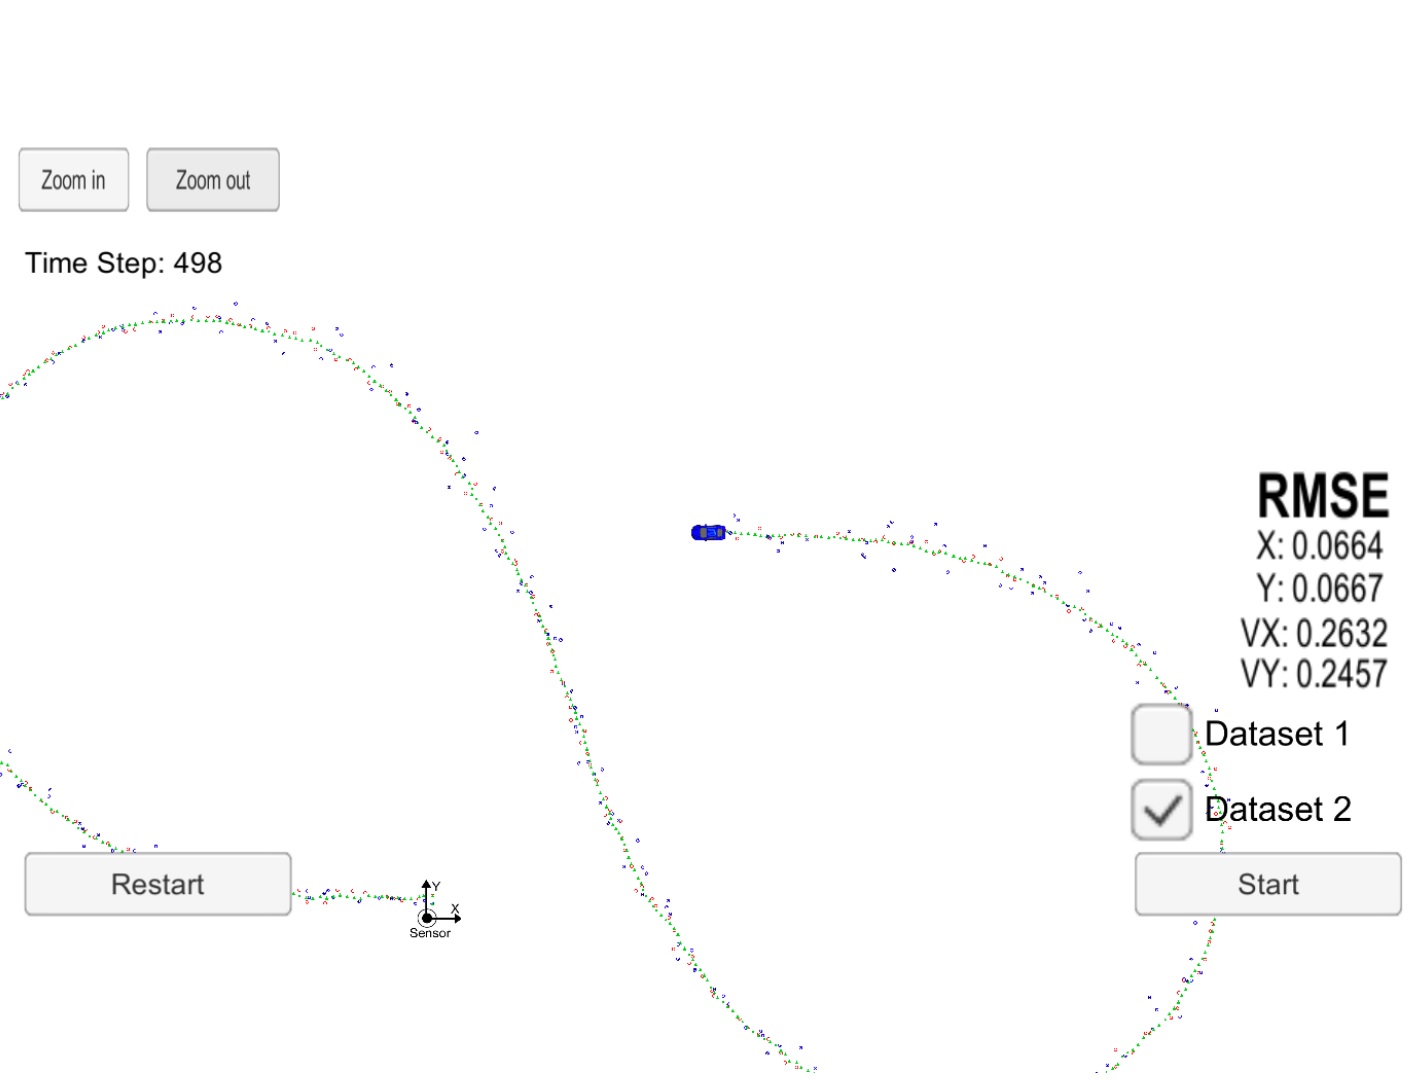 Zoom in
Zoom out
Time Step: 498
RMSE
X: 0.0664
Y: 0.0667
VX: 0.2632
VY: 0.2457
Dataset 1
Dataset 2
Restart
Start
Y
X
Sensor